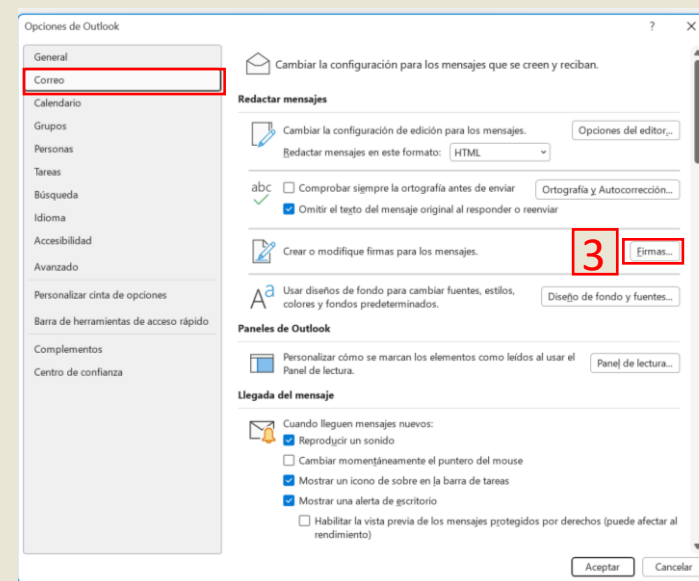 Opciones de Outlook
?
General
Correo
Calendario
Grupos
Personas
Tareas
Búsqueda
Idioma
Accesibilidad
Avanzado
Personalizar cinta de opciones
Barra de herramientas de acceso rápido
Complementos
Centro de confianza
Cambiar la configuración para los mensajes que se creen y reciban.
Redactar mensajes
Cambiar la configuración de edición para los mensajes.
Opciones del editor...
Redactar mensajes en este formato: HTML
abc
Comprobar siempre la ortografía antes de enviar
Ortografía y Autocorrección...
Omitir el texto del mensaje original al responder o reenviar
Crear o modifique firmas para los mensajes.
3
Firmas...
Aa
Usar diseños de fondo para cambiar fuentes, estilos,
colores y fondos predeterminados.
Diseño de fondo y fuentes...
Paneles de Outlook
Personalizar cómo se marcan los elementos como leídos al usar el
Panel de lectura.
Panel de lectura...
Llegada del mensaje
Cuando lleguen mensajes nuevos:
Reproducir un sonido
Cambiar momentáneamente el puntero del mouse
Mostrar un icono de sobre en la barra de tareas
Mostrar una alerta de escritorio
Habilitar la vista previa de los mensajes protegidos por derechos (puede afectar al
rendimiento)
Aceptar
Cancelar